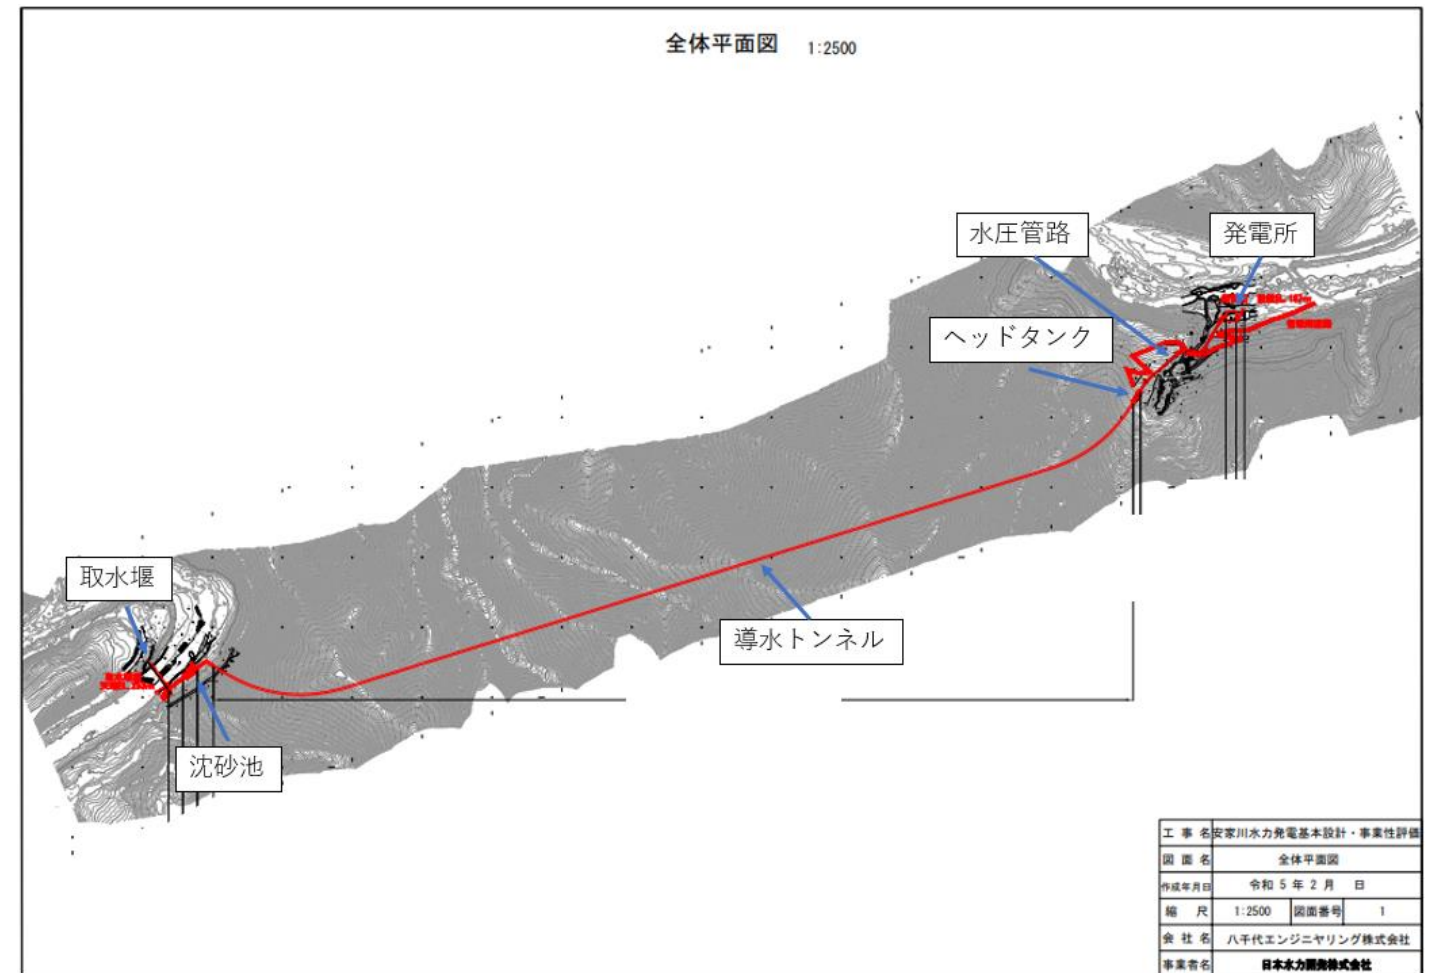 全体平面図 1:2500
水圧管路
発電所
ヘッドタンク
取水堰
導水トンネル
沈砂池
工 事 名 安家川水力発電基本設計・事業性評価
図 面 名 全体平面図
作成年月日 令和 5 年 2 月 日
縮 尺 1:2500 図面番号 1
会 社 名 八千代エンジニヤリング株式会社
事業者名 日本水力開発株式会社